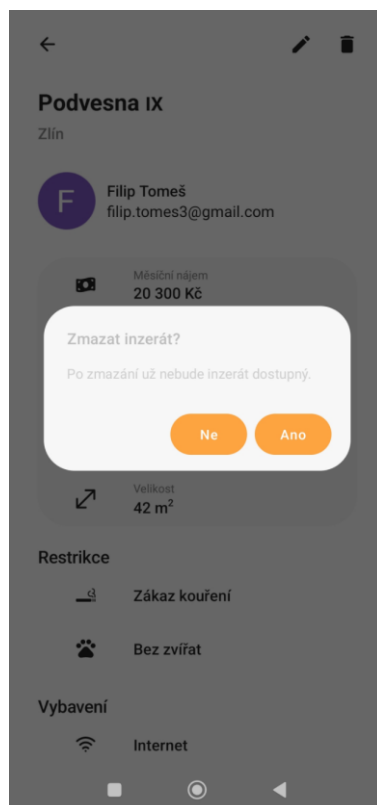 Podvesna IX
Zlín
F
Filip Tomeš
filip.tomes3@gmail.com
Měsíční nájem
20 300 Kč
Zmazat inzerát?
Po zmazání už nebude inzerát dostupný.
Ne
Ano
Velikost
42 m²
Restrikce
Zákaz kouření
Bez zvířat
Vybavení
Internet